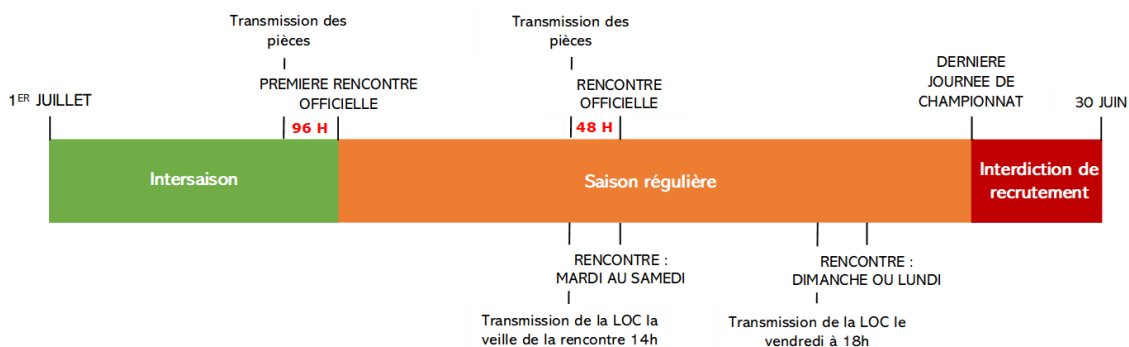 Transmission des
pièces
Transmission des
pièces
1ER JUILLET
PREMIERE RENCONTRE
OFFICIELLE
RENCONTRE
OFFICIELLE
DERNIERE
JOURNEE DE
CHAMPIONNAT
30 JUIN
96 H
48 H
Intersaison
Saison régulière
Interdiction de
recrutement
RENCONTRE :
MARDI AU SAMEDI
RENCONTRE :
DIMANCHE OU LUNDI
Transmission de la LOC la
veille de la rencontre 14h
Transmission de la LOC le
vendredi à 18h